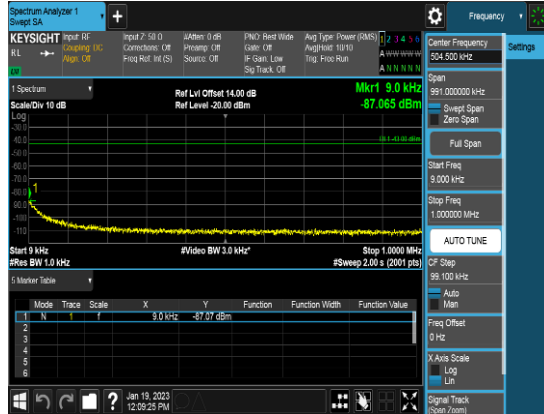 Spectrum Analyzer 1
Swept SA
+
Frequency
KEYSIGHT
RL
Input: RF
Coupling: DC
Align: Off
Input Z: 50 Ω
Corrections: Off
Freq Ref: Int (S)
#Atten: 0 dB
Preamp: Off
Source: Off
PNO: Best Wide
Gate: Off
IF Gain: Low
Sig Track: Off
Avg Type: Power (RMS)
Avg|Hold: 10/10
Trig: Free Run
1 2 3 4 5 6
A W W W W W
A N N N N N
1 Spectrum
Scale/Div 10 dB
Ref Lvl Offset 14.00 dB
Ref Level -20.00 dBm
Mkr1 9.0 kHz
-87.065 dBm
Log
-30.0
-40.0
-50.0
-60.0
-70.0
-80.0
-90.0
-100
-110
1
Start 9 kHz
#Res BW 1.0 kHz
#Video BW 3.0 kHz*
Stop 1.0000 MHz
#Sweep 2.00 s (2001 pts)
5 Marker Table
Mode Trace Scale X Y Function Function Width Function Value
1 N 1 f 9.0 kHz -87.07 dBm
2
3
4
5
6
Jan 19, 2023
12:09:25 PM
Center Frequency
504.500 kHz
Settings
Span
991.000000 kHz
Swept Span
Zero Span
Full Span
Start Freq
9.000 kHz
Stop Freq
1.000000 MHz
AUTO TUNE
CF Step
99.100 kHz
Auto
Man
Freq Offset
0 Hz
X Axis Scale
Log
Lin
Signal Track
(Span Zoom)